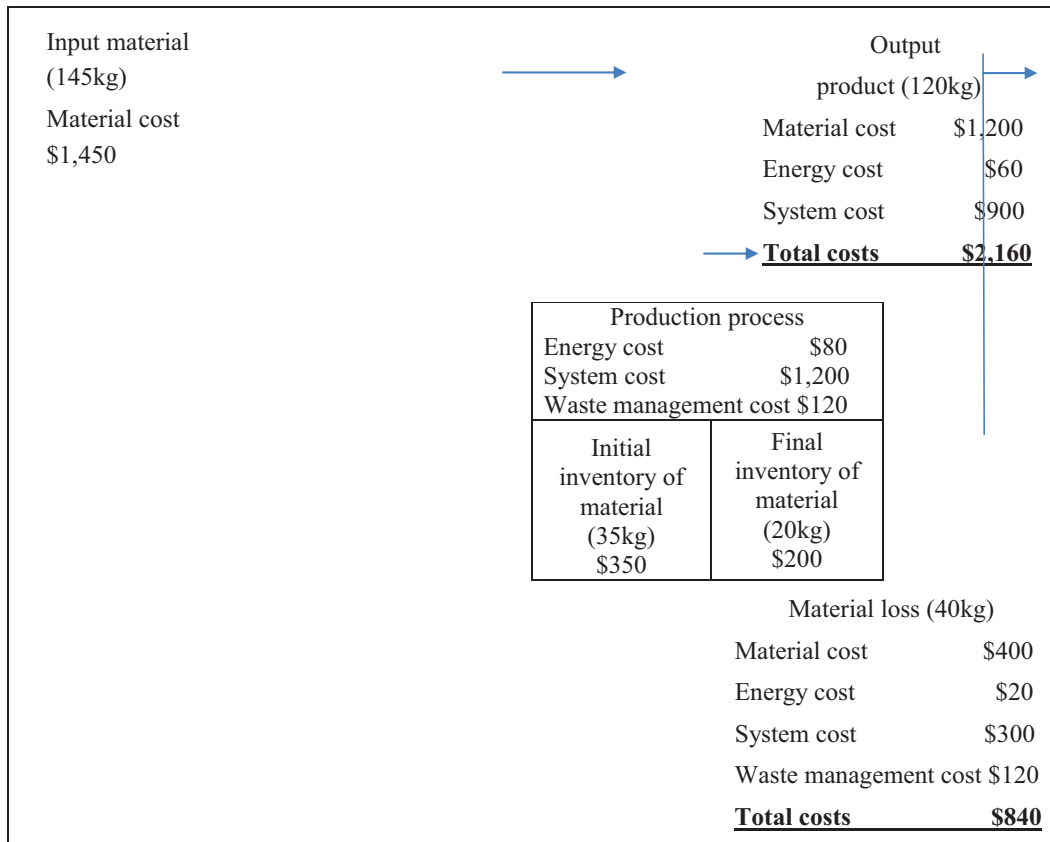 Input material
(145kg)
Material cost
$1,450
Output
product (120kg)
Material cost $1,200
Energy cost $60
System cost $900
Total costs $2,160
Production process
Energy cost $80
System cost $1,200
Waste management cost $120
Initial
inventory of
material
(35kg)
$350
Final
inventory of
material
(20kg)
$200
Material loss (40kg)
Material cost $400
Energy cost $20
System cost $300
Waste management cost $120
Total costs $840